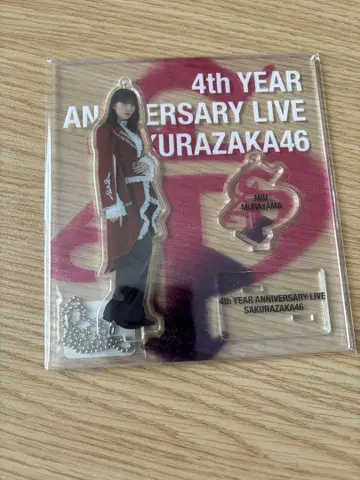 4th YEAR
ANNIVERSARY LIVE
SAKURAZAKA46
MIU
MURAYAMA
4th YEAR ANNIVERSARY LIVE
SAKURAZAKA46